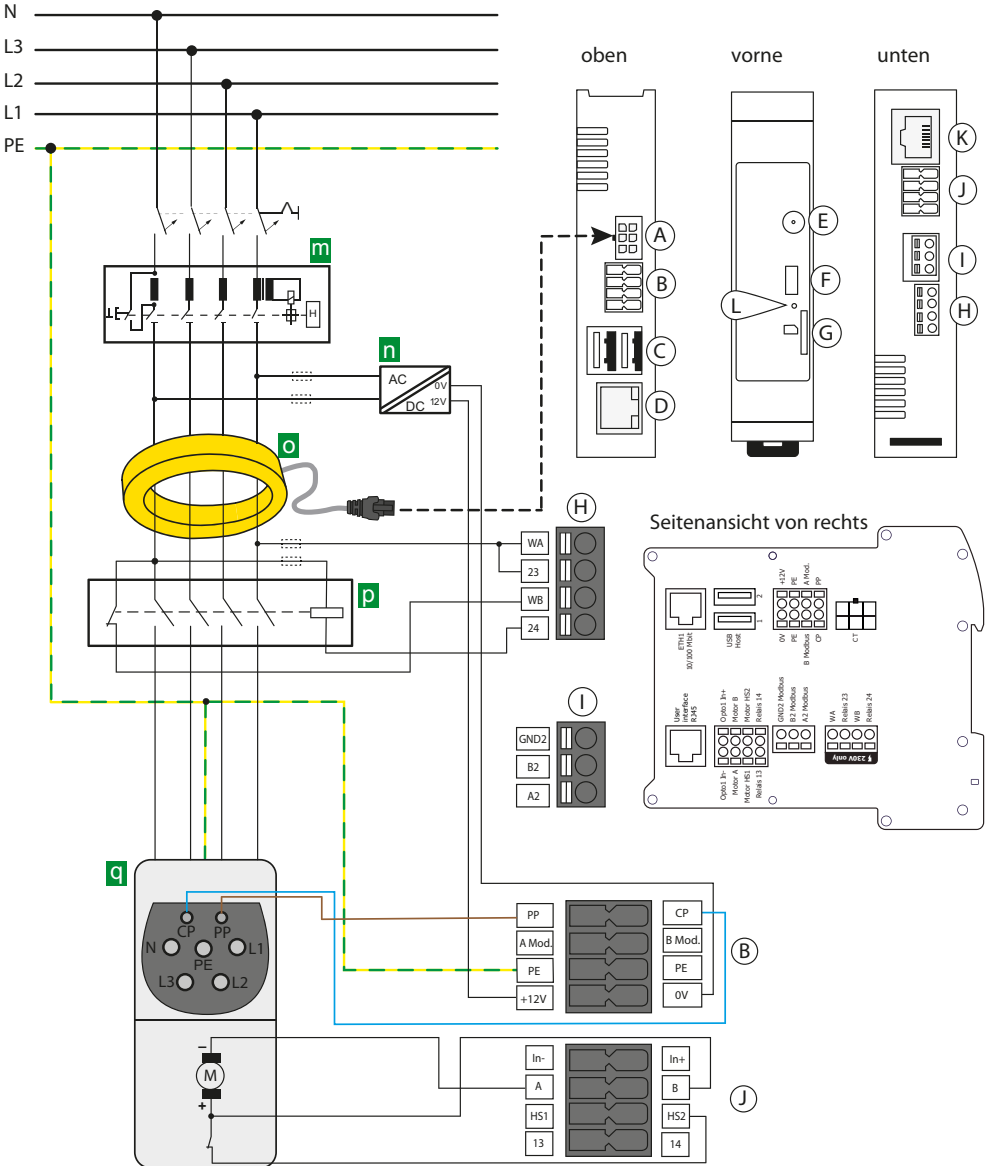 N
L3
L2
L1
PE
oben
vorne
unten
m
H
n
AC
0V
DC
12V
o
A
B
C
D
E
F
L
G
K
J
I
H
H
WA
23
WB
24
p
I
GND2
B2
A2
Seitenansicht von rechts
ETH1
10/100 Mbit
USB
Host
2
1
+12V
PE
A Mod.
PP
0V
PE
B Modbus
CP
CT
User
interface
RJ45
Opto1 In+
Motor B
Motor HS2
Relais 14
Opto1 In-
Motor A
Motor HS1
Relais 13
GND2 Modbus
B2 Modbus
A2 Modbus
WA
Relais 23
WB
Relais 24
230V only
q
CP
PP
N
L1
PE
L3
L2
PP
CP
A Mod.
B Mod.
PE
PE
+12V
0V
B
–
M
+
In-
In+
A
B
HS1
HS2
13
14
J